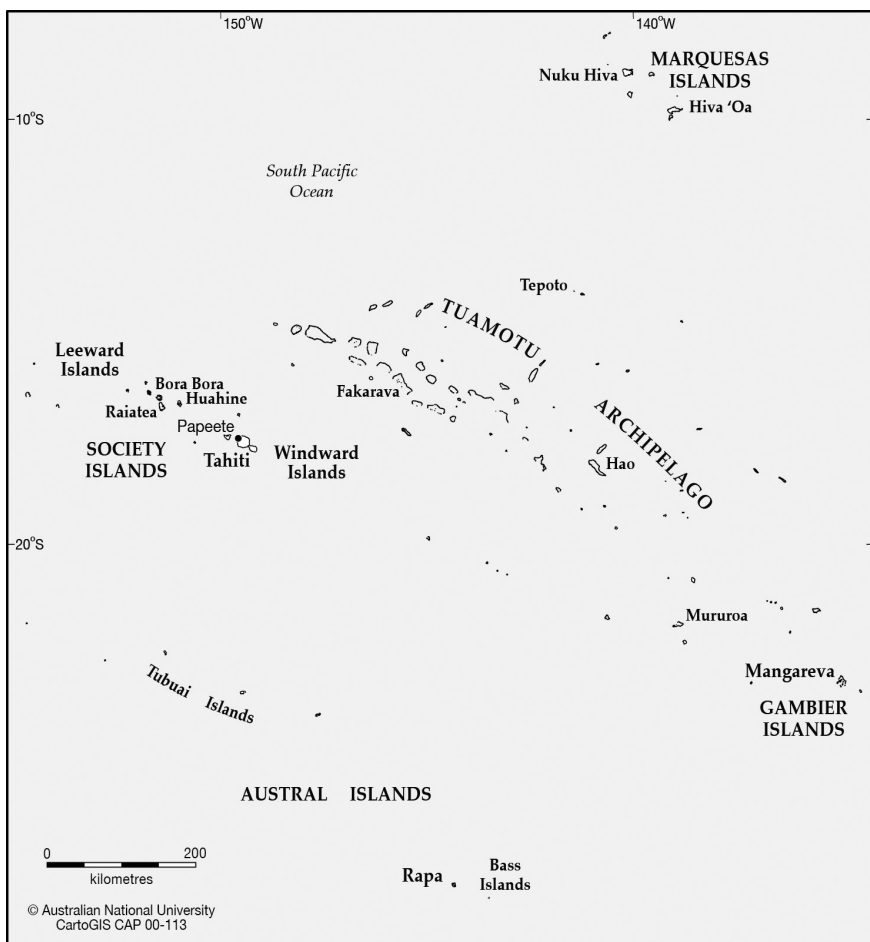 150°W
140°W
Nuku Hiva
MARQUESAS
ISLANDS
Hiva ‘Oa
10°S
South Pacific
Ocean
Tepoto
TUAMOTU
ARCHIPELAGO
Leeward
Islands
Bora Bora
Huahine
Raiatea
Fakarava
Papeete
SOCIETY
ISLANDS
Tahiti
Windward
Islands
Hao
20°S
Mururoa
Mangareva
GAMBIER
ISLANDS
Tubuai Islands
AUSTRAL ISLANDS
0
200
kilometres
Rapa
Bass
Islands
© Australian National University
CartoGIS CAP 00-113